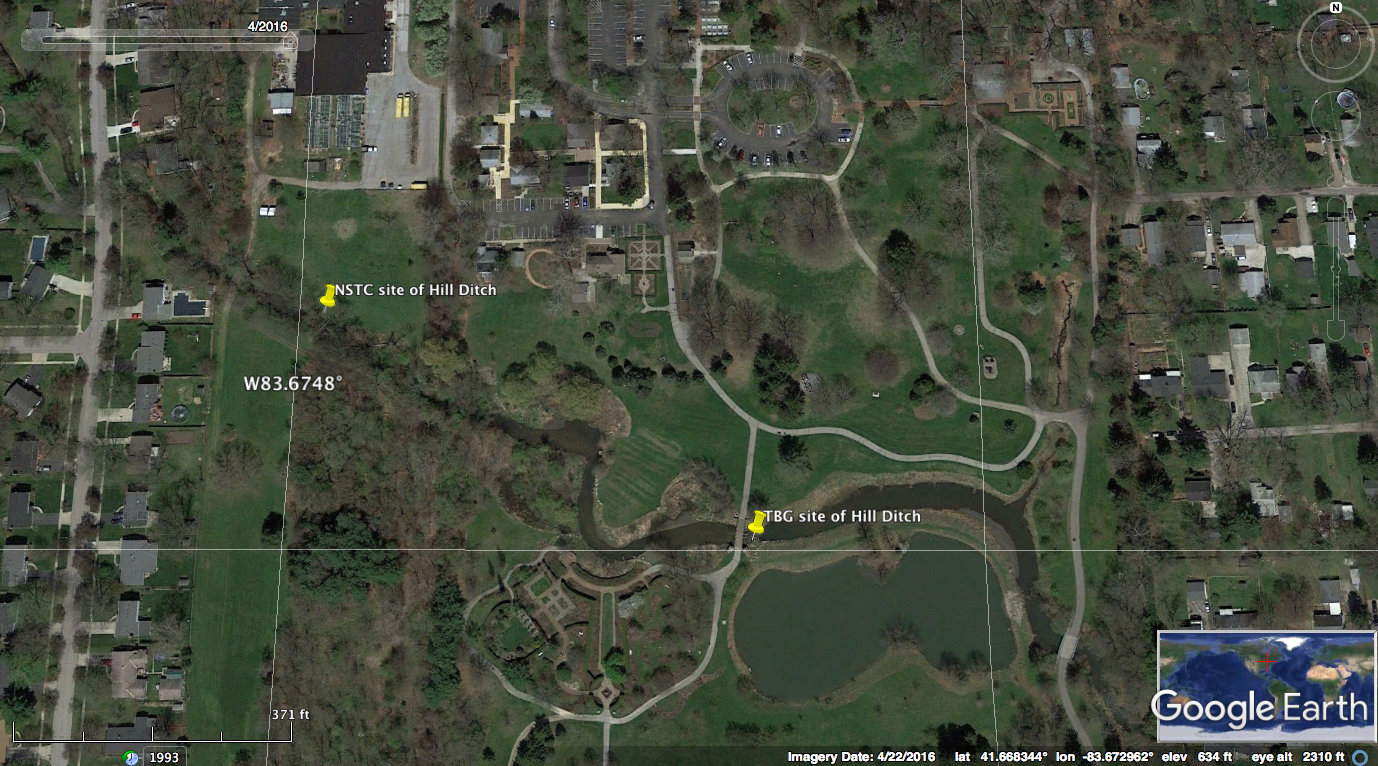 4/2016
N
NSTC site of Hill Ditch
W83.6748°
TBG site of Hill Ditch
371 ft
Google Earth
1993
Imagery Date: 4/22/2016 lat 41.668344° lon -83.672962° elev 634 ft eye alt 2310 ft